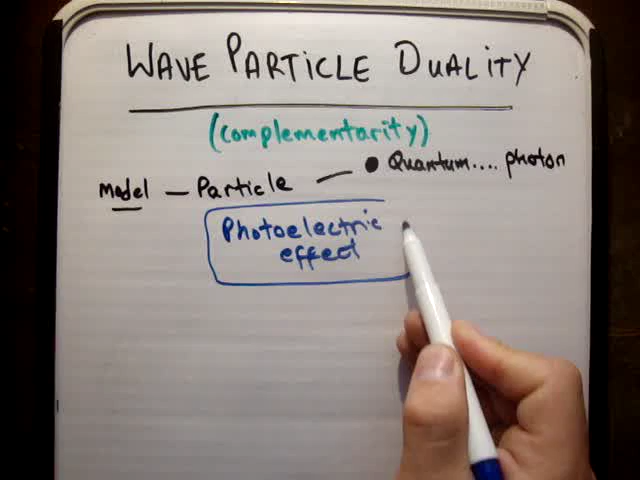 WAVE PARTICLE DUALITY
(complementarity)
Model — Particle — • Quantum.... photon
Photoelectric
effect